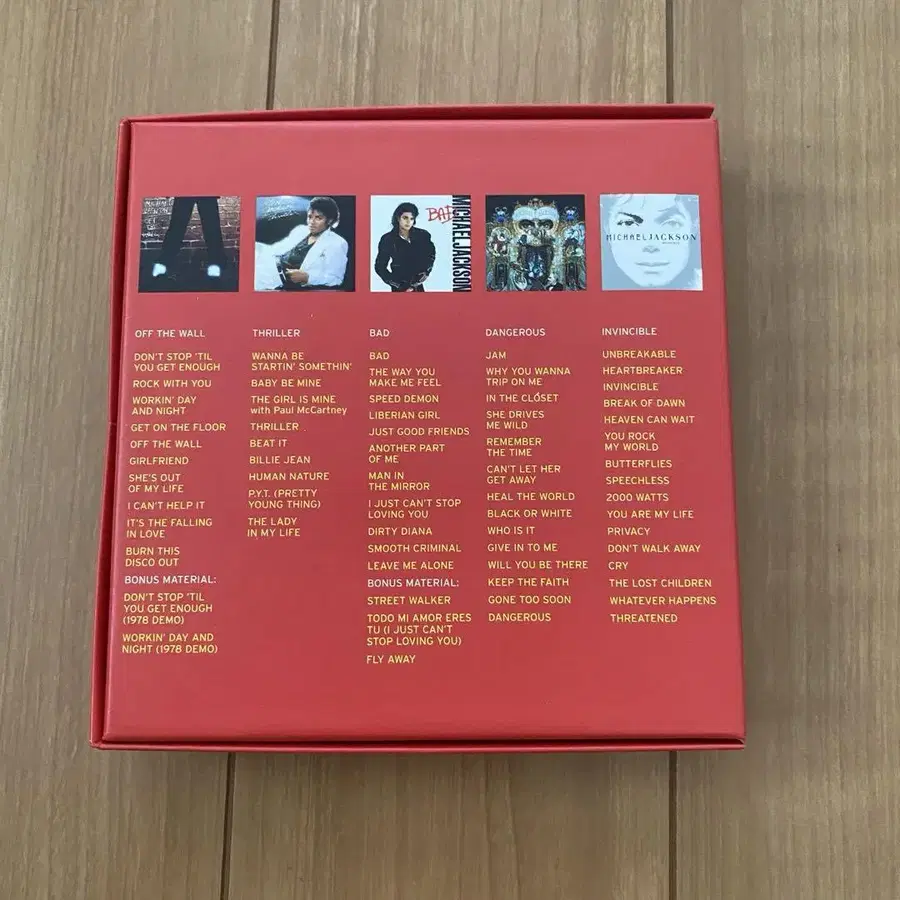 BAD
MICHAEL JACKSON
MICHAEL JACKSON
OFF THE WALL
DON'T STOP 'TIL
YOU GET ENOUGH
ROCK WITH YOU
WORKIN' DAY
AND NIGHT
GET ON THE FLOOR
OFF THE WALL
GIRLFRIEND
SHE'S OUT
OF MY LIFE
I CAN'T HELP IT
IT'S THE FALLING
IN LOVE
BURN THIS
DISCO OUT
BONUS MATERIAL:
DON'T STOP 'TIL
YOU GET ENOUGH
(1978 DEMO)
WORKIN' DAY AND
NIGHT (1978 DEMO)
THRILLER
WANNA BE
STARTIN' SOMETHIN'
BABY BE MINE
THE GIRL IS MINE
with Paul McCartney
THRILLER
BEAT IT
BILLIE JEAN
HUMAN NATURE
P.Y.T. (PRETTY
YOUNG THING)
THE LADY
IN MY LIFE
BAD
BAD
THE WAY YOU
MAKE ME FEEL
SPEED DEMON
LIBERIAN GIRL
JUST GOOD FRIENDS
ANOTHER PART
OF ME
MAN IN
THE MIRROR
I JUST CAN'T STOP
LOVING YOU
DIRTY DIANA
SMOOTH CRIMINAL
LEAVE ME ALONE
BONUS MATERIAL:
STREET WALKER
TODO MI AMOR ERES
TU (I JUST CAN'T
STOP LOVING YOU)
FLY AWAY
DANGEROUS
JAM
WHY YOU WANNA
TRIP ON ME
IN THE CLOSET
SHE DRIVES
ME WILD
REMEMBER
THE TIME
CAN'T LET HER
GET AWAY
HEAL THE WORLD
BLACK OR WHITE
WHO IS IT
GIVE IN TO ME
WILL YOU BE THERE
KEEP THE FAITH
GONE TOO SOON
DANGEROUS
INVINCIBLE
UNBREAKABLE
HEARTBREAKER
INVINCIBLE
BREAK OF DAWN
HEAVEN CAN WAIT
YOU ROCK
MY WORLD
BUTTERFLIES
SPEECHLESS
2000 WATTS
YOU ARE MY LIFE
PRIVACY
DON'T WALK AWAY
CRY
THE LOST CHILDREN
WHATEVER HAPPENS
THREATENED